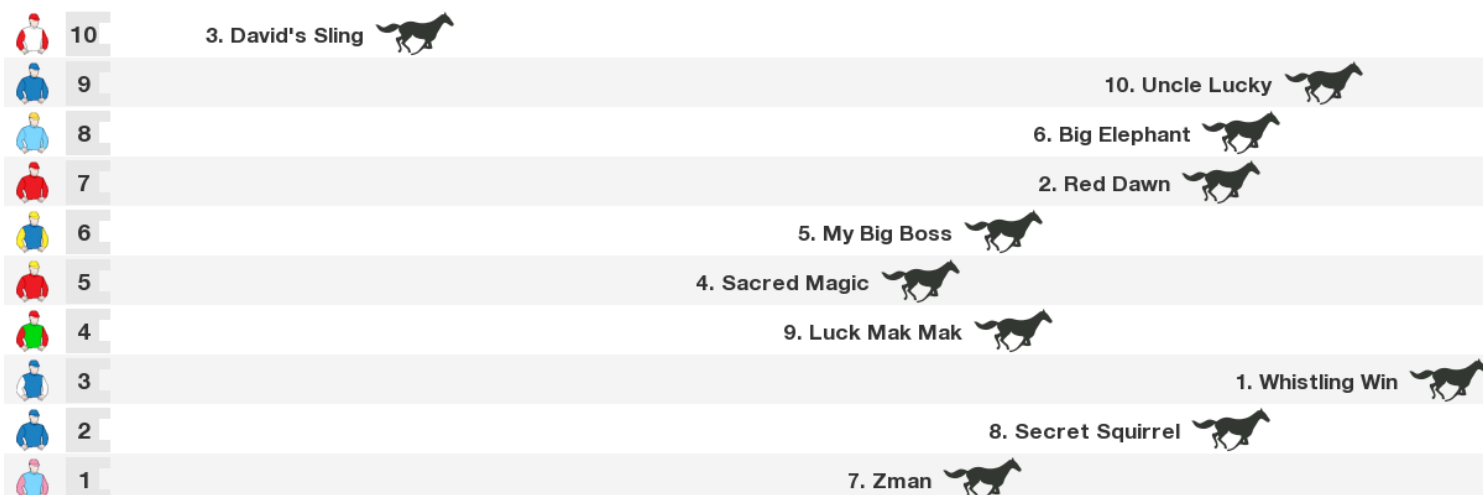 10 3. David's Sling
9 10. Uncle Lucky
8 6. Big Elephant
7 2. Red Dawn
6 5. My Big Boss
5 4. Sacred Magic
4 9. Luck Mak Mak
3 1. Whistling Win
2 8. Secret Squirrel
1 7. Zman